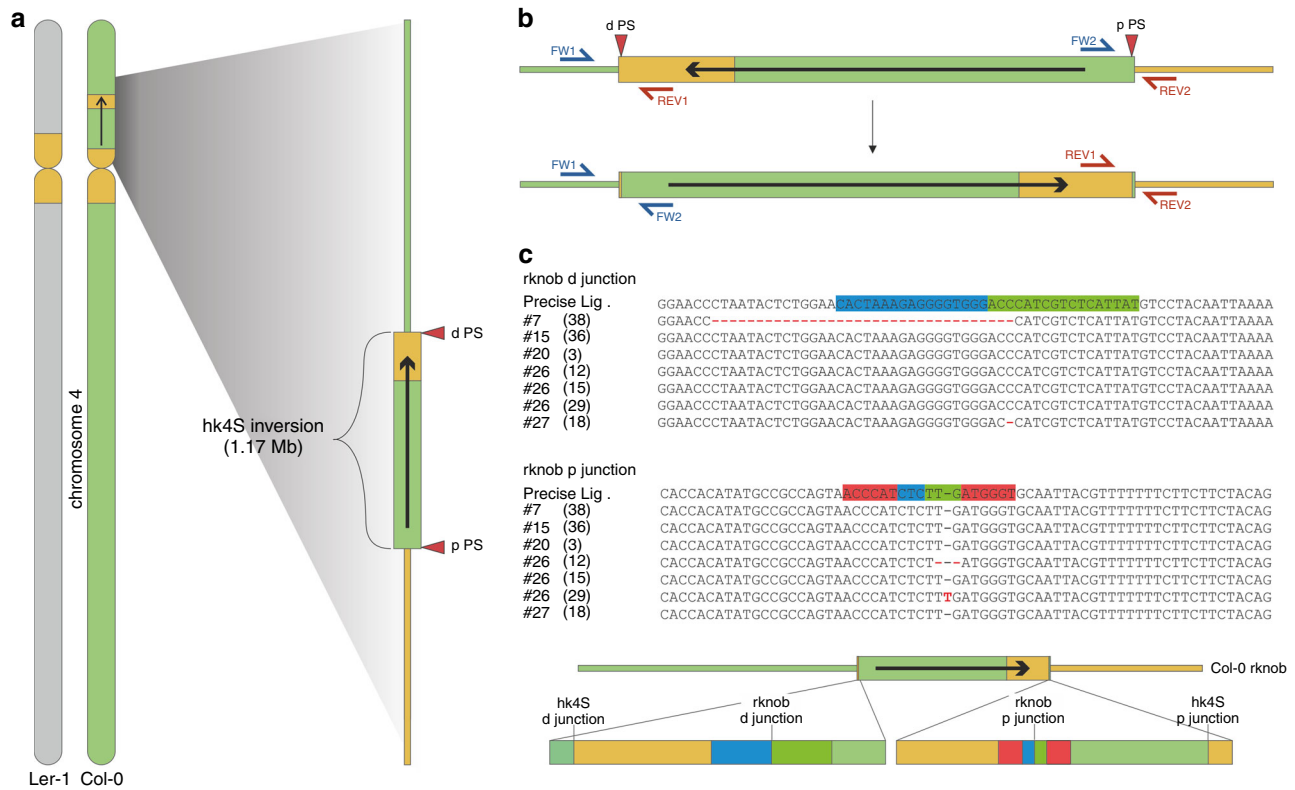 a
chromosome 4
Ler-1 Col-0
hk4S inversion
(1.17 Mb)
d PS
p PS
b
d PS
p PS
FW1
FW2
REV1
REV2
FW1
REV1
FW2
REV2
c
rknob d junction
Precise Lig . GGAACCCTAATACTCTGGAACACTAAAGAGGGGTGGGACCCATCGTCTCATTATGTCCTACAATTAAAA
#7 (38) GGAACC----------------------------------CATCGTCTCATTATGTCCTACAATTAAAA
#15 (36) GGAACCCTAATACTCTGGAACACTAAAGAGGGGTGGGACCCATCGTCTCATTATGTCCTACAATTAAAA
#20 (3) GGAACCCTAATACTCTGGAACACTAAAGAGGGGTGGGACCCATCGTCTCATTATGTCCTACAATTAAAA
#26 (12) GGAACCCTAATACTCTGGAACACTAAAGAGGGGTGGGACCCATCGTCTCATTATGTCCTACAATTAAAA
#26 (15) GGAACCCTAATACTCTGGAACACTAAAGAGGGGTGGGACCCATCGTCTCATTATGTCCTACAATTAAAA
#26 (29) GGAACCCTAATACTCTGGAACACTAAAGAGGGGTGGGACCCATCGTCTCATTATGTCCTACAATTAAAA
#27 (18) GGAACCCTAATACTCTGGAACACTAAAGAGGGGTGGGAC-CATCGTCTCATTATGTCCTACAATTAAAA
rknob p junction
Precise Lig . CACCACATATGCCGCCAGTAACCCATCTCTT-GATGGGTGCAATTACGTTTTTTTCTTCTTCTACAG
#7 (38) CACCACATATGCCGCCAGTAACCCATCTCTT-GATGGGTGCAATTACGTTTTTTTCTTCTTCTACAG
#15 (36) CACCACATATGCCGCCAGTAACCCATCTCTT-GATGGGTGCAATTACGTTTTTTTCTTCTTCTACAG
#20 (3) CACCACATATGCCGCCAGTAACCCATCTCTT-GATGGGTGCAATTACGTTTTTTTCTTCTTCTACAG
#26 (12) CACCACATATGCCGCCAGTAACCCATCTCT---ATGGGTGCAATTACGTTTTTTTCTTCTTCTACAG
#26 (15) CACCACATATGCCGCCAGTAACCCATCTCTT-GATGGGTGCAATTACGTTTTTTTCTTCTTCTACAG
#26 (29) CACCACATATGCCGCCAGTAACCCATCTCTTTGATGGGTGCAATTACGTTTTTTTCTTCTTCTACAG
#27 (18) CACCACATATGCCGCCAGTAACCCATCTCTT-GATGGGTGCAATTACGTTTTTTTCTTCTTCTACAG
Col-0 rknob
hk4S
d junction
rknob
d junction
rknob
p junction
hk4S
p junction